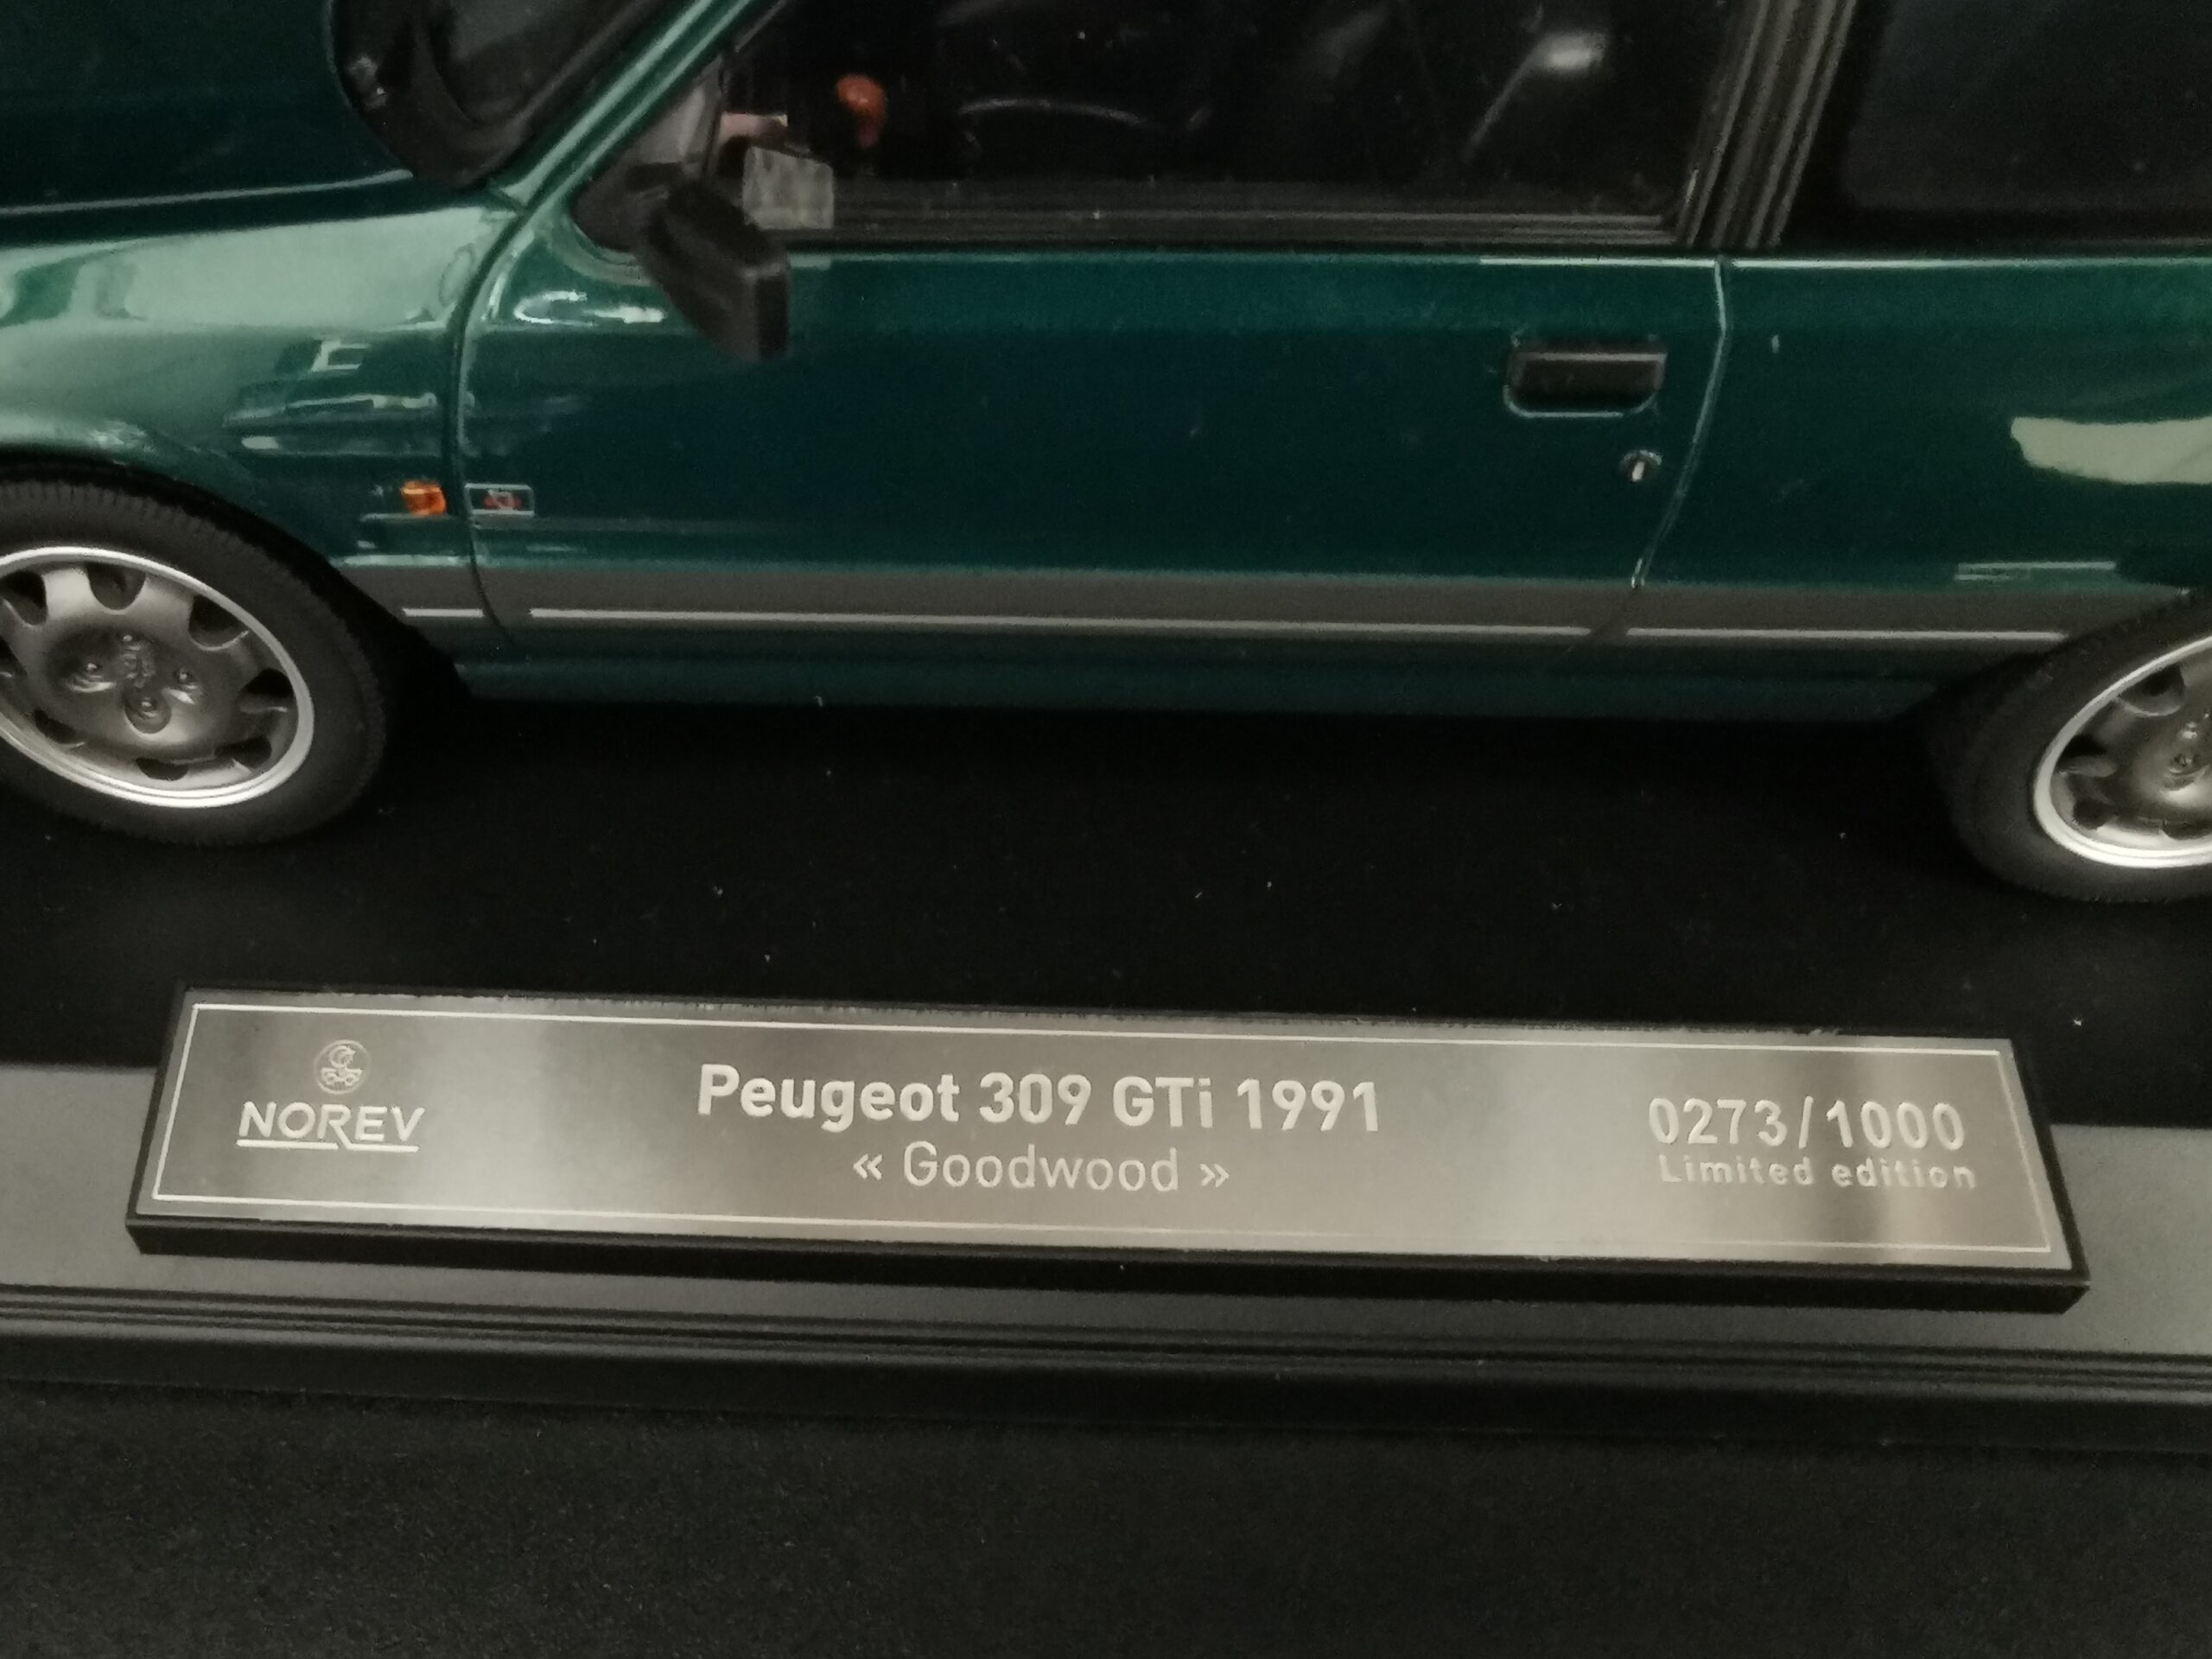 NOREV
Peugeot 309 GTi 1991
« Goodwood »
0273/1000
Limited edition